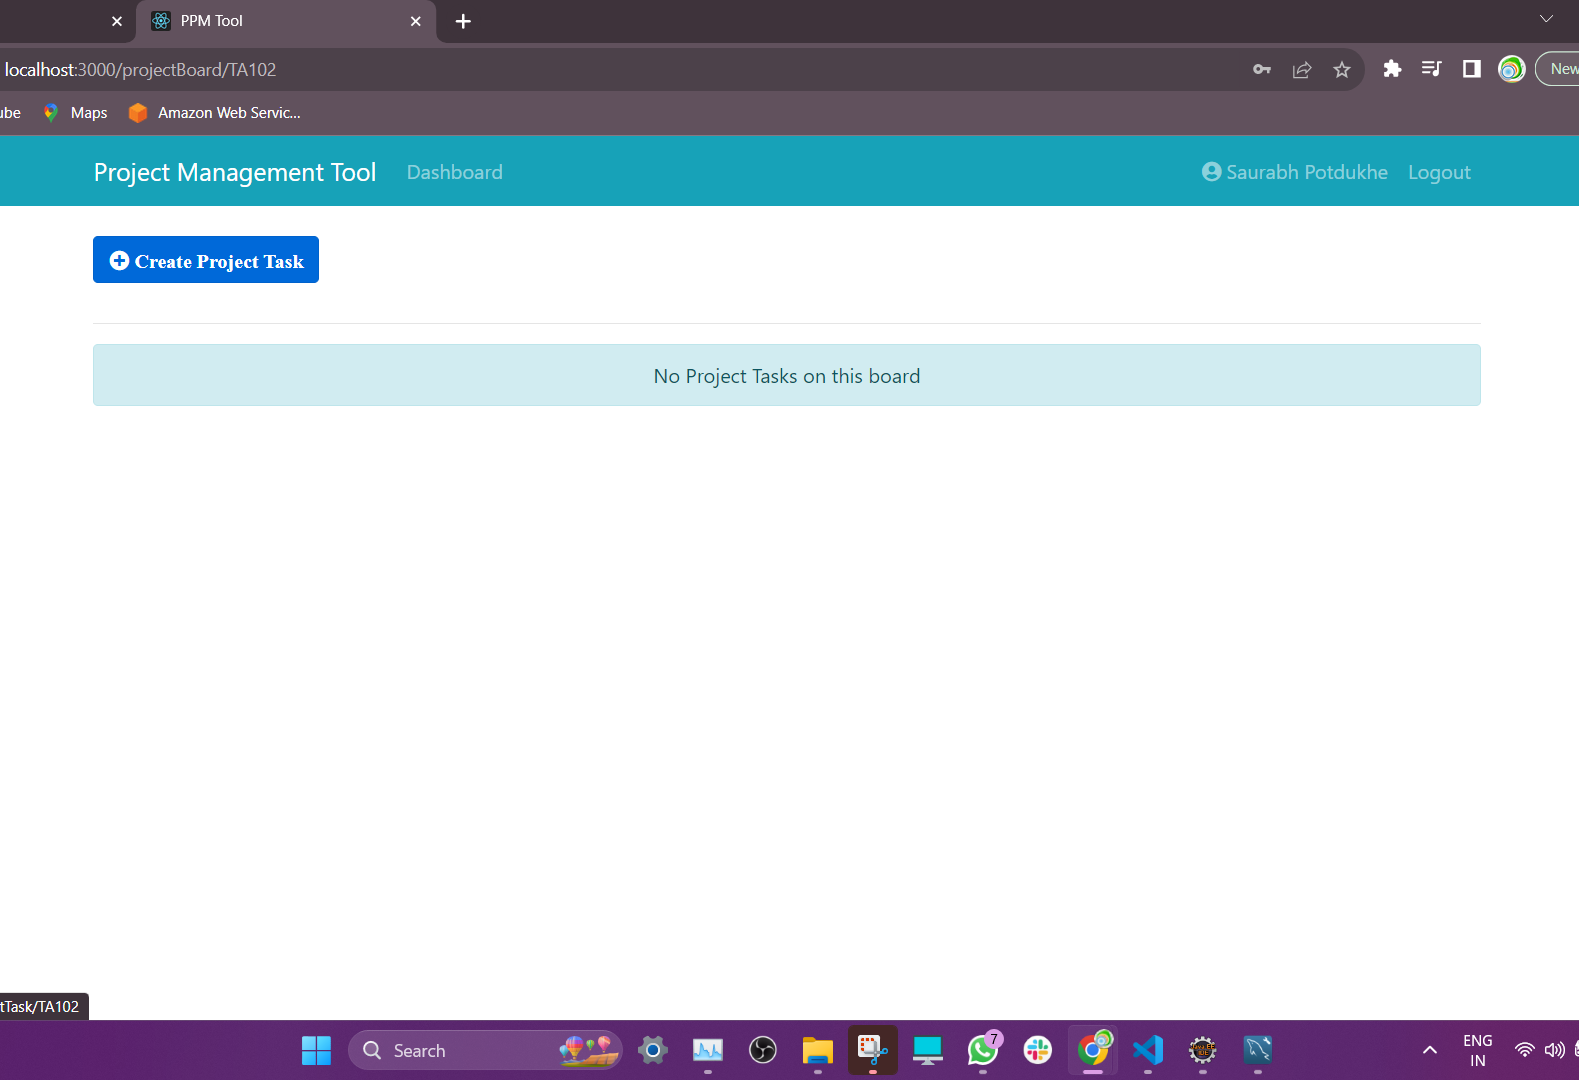 PPM Tool
localhost:3000/projectBoard/TA102
New
ube Maps Amazon Web Servic...
Project Management Tool Dashboard Saurabh Potdukhe Logout
Create Project Task
No Project Tasks on this board
tTask/TA102
Search
7
ENG
IN